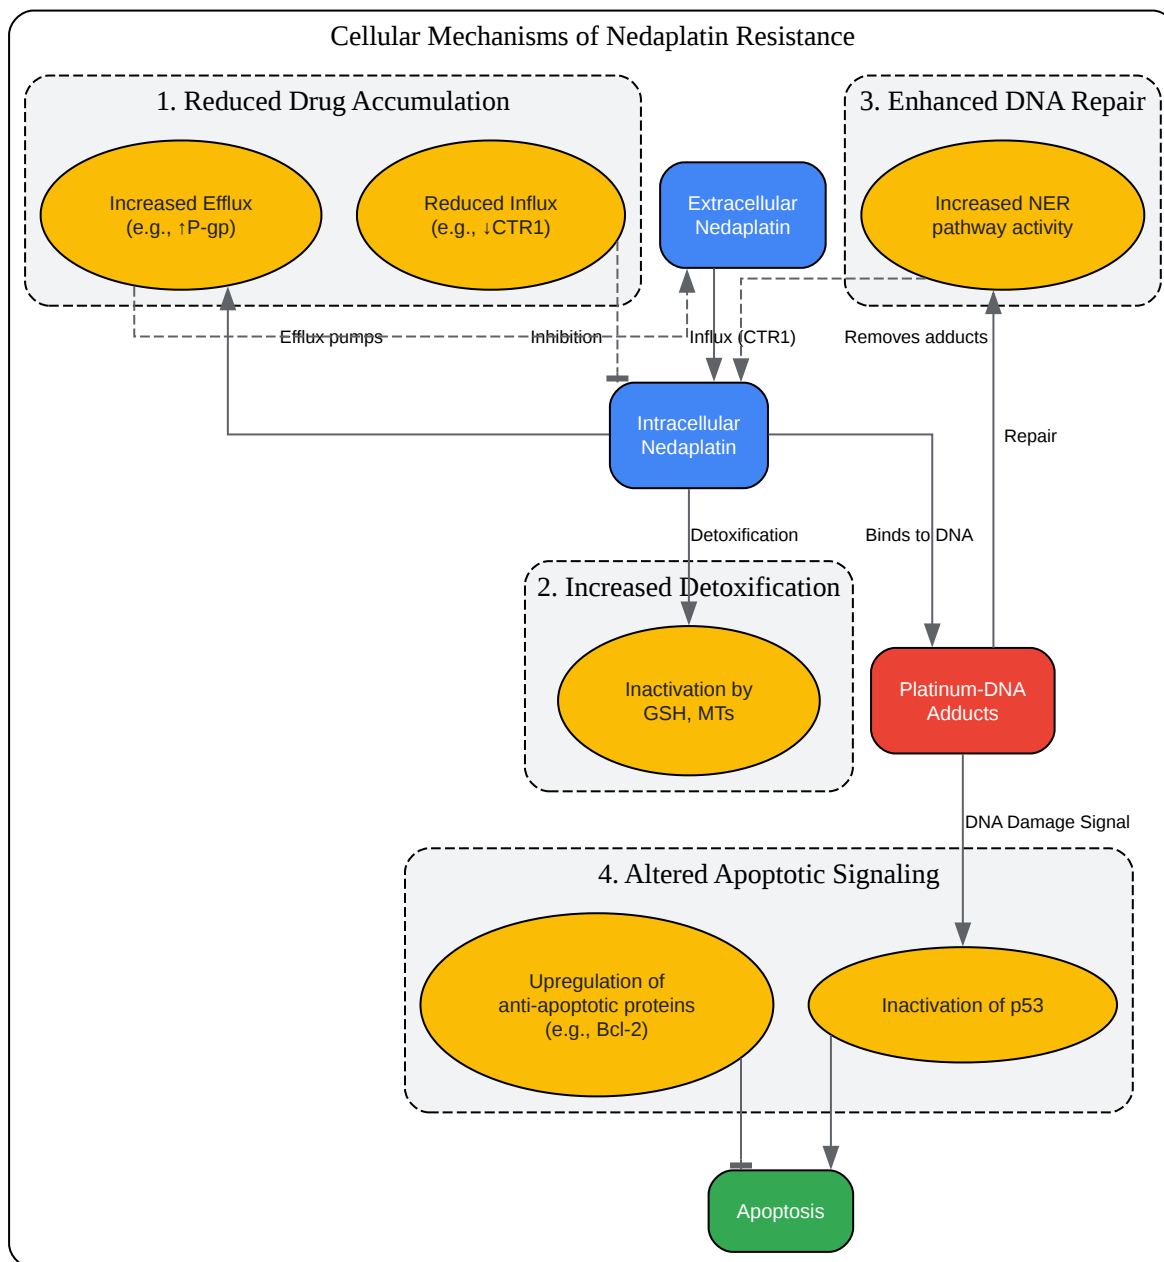 Cellular Mechanisms of Nedaplatin Resistance
1. Reduced Drug Accumulation
3. Enhanced DNA Repair
Increased Efflux
(e.g., ↑P-gp)
Reduced Influx
(e.g., ↓CTR1)
Extracellular
Nedaplatin
Increased NER
pathway activity
Efflux pumps
Inhibition
Influx (CTR1)
Removes adducts
Intracellular
Nedaplatin
Repair
Detoxification
Binds to DNA
2. Increased Detoxification
Inactivation by
GSH, MTs
Platinum-DNA
Adducts
DNA Damage Signal
4. Altered Apoptotic Signaling
Upregulation of
anti-apoptotic proteins
(e.g., Bcl-2)
Inactivation of p53
Apoptosis